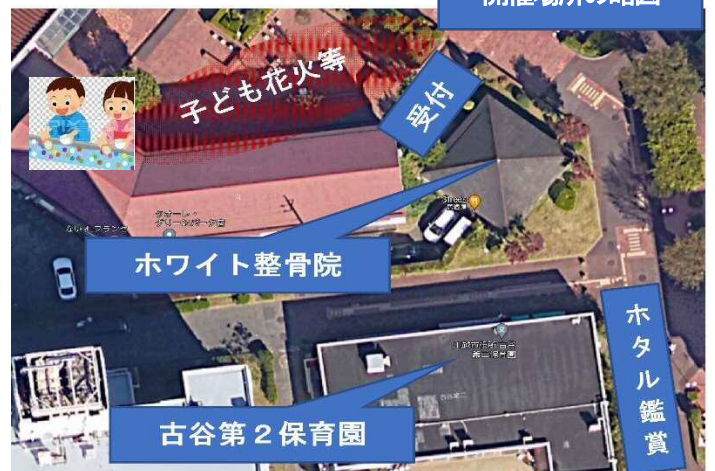 開催場所の略図
子ども花火等
受付
ホワイト整骨院
古谷第２保育園
ホタル鑑賞